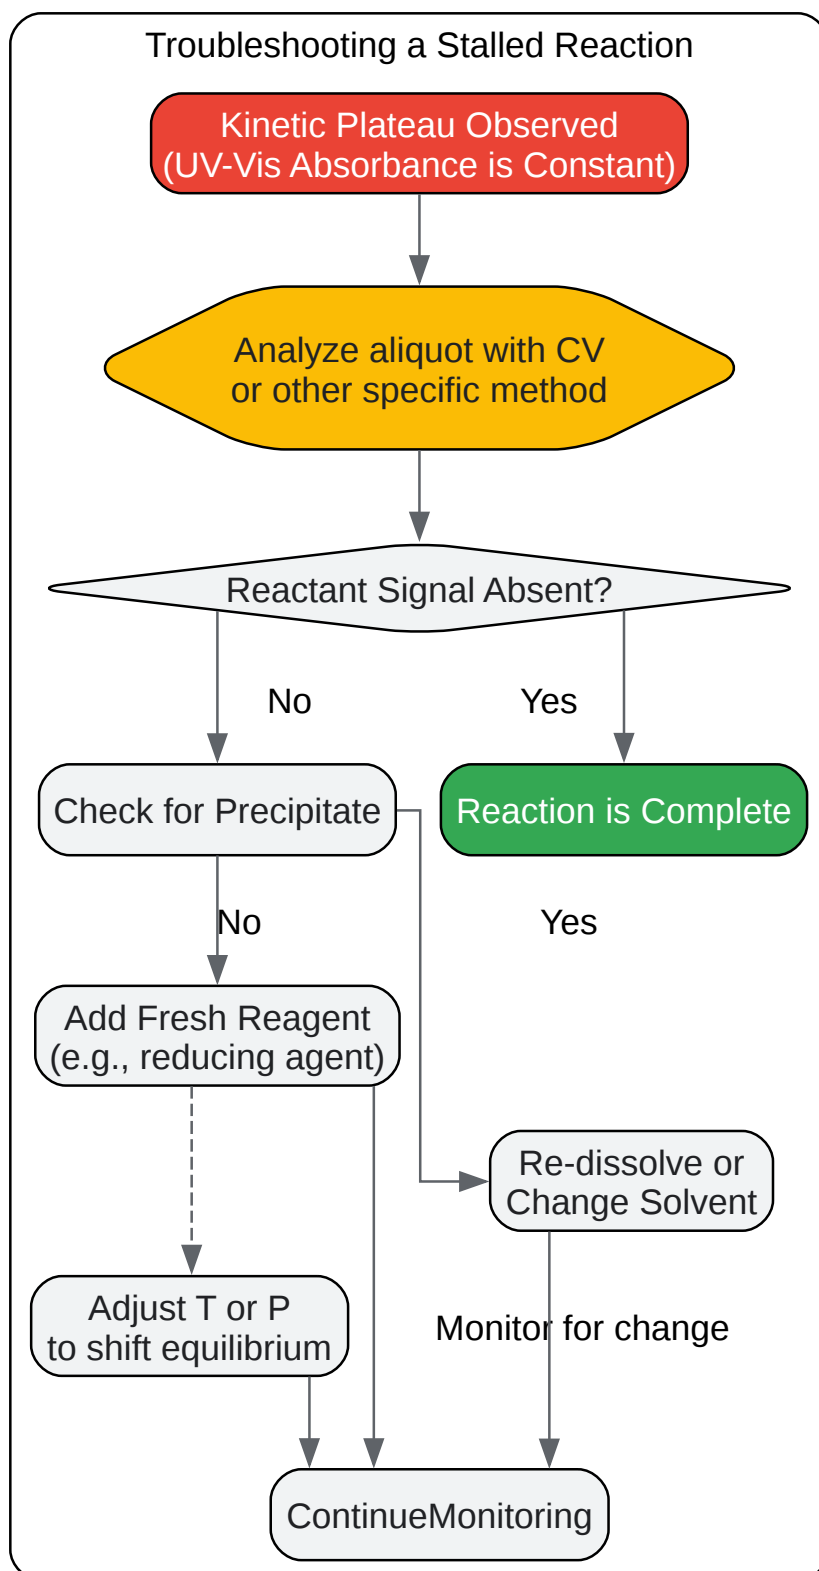 Troubleshooting a Stalled Reaction
Kinetic Plateau Observed
(UV-Vis Absorbance is Constant)
Analyze aliquot with CV
or other specific method
Reactant Signal Absent?
No
Yes
Check for Precipitate
Reaction is Complete
No
Yes
Add Fresh Reagent
(e.g., reducing agent)
Re-dissolve or
Change Solvent
Adjust T or P
to shift equilibrium
Monitor for change
ContinueMonitoring